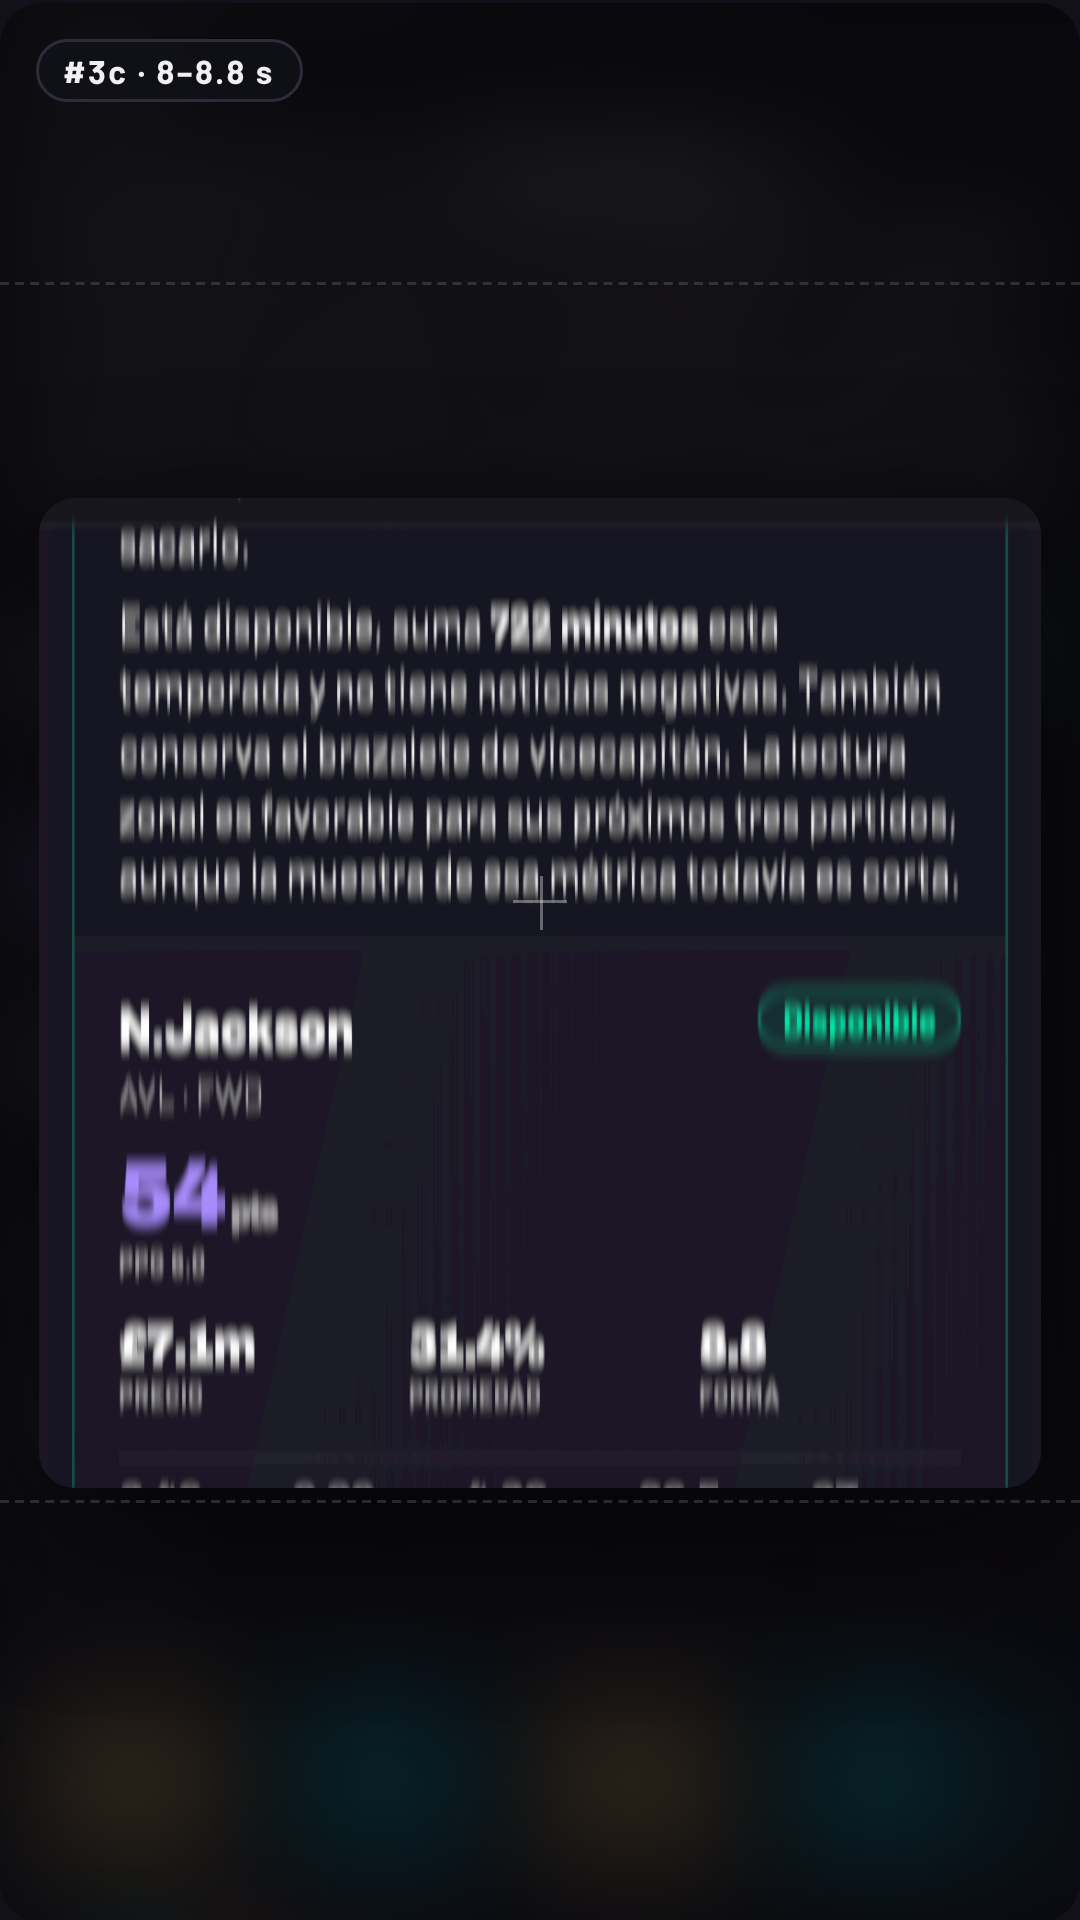 #3c · 8–8.8 s
sacarlo.
Está disponible, suma 722 minutos esta
temporada y no tiene noticias negativas. También
conserva el brazalete de vicecapitán. La lectura
zonal es favorable para sus próximos tres partidos,
aunque la muestra de esa métrica todavía es corta.
N.Jackson
Disponible
AVL · FWD
54 pts
£7.1m
31.4%
PRECIO
PROPIEDAD
FORMA